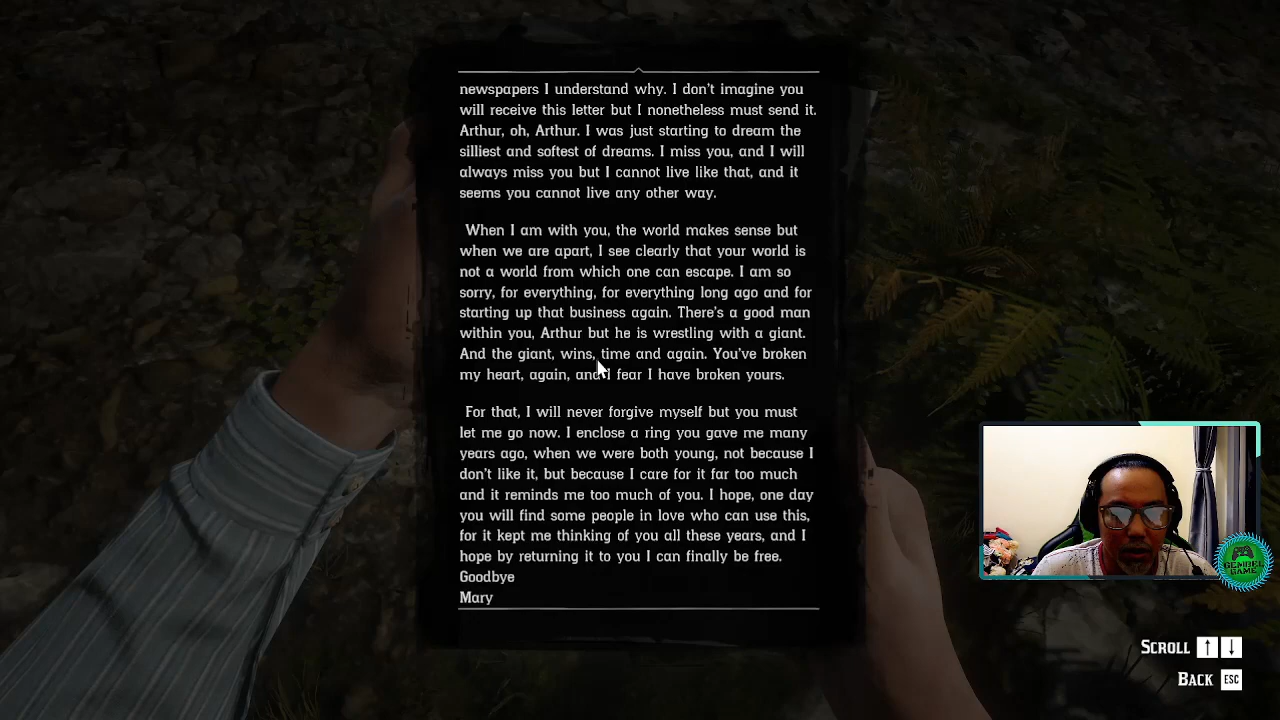 newspapers I understand why. I don't imagine you
will receive this letter but I nonetheless must send it.
Arthur, oh, Arthur. I was just starting to dream the
silliest and softest of dreams. I miss you, and I will
always miss you but I cannot live like that, and it
seems you cannot live any other way.
When I am with you, the world makes sense but
when we are apart, I see clearly that your world is
not a world from which one can escape. I am so
sorry, for everything, for everything long ago and for
starting up that business again. There's a good man
within you, Arthur but he is wrestling with a giant.
And the giant, wins, time and again. You've broken
my heart, again, and I fear I have broken yours.
For that, I will never forgive myself but you must
let me go now. I enclose a ring you gave me many
years ago, when we were both young, not because I
don't like it, but because I care for it far too much
and it reminds me too much of you. I hope, one day
you will find some people in love who can use this,
for it kept me thinking of you all these years, and I
hope by returning it to you I can finally be free.
Goodbye
Mary
GEMBEL
GAME
SCROLL ↑ ↓
BACK ESC